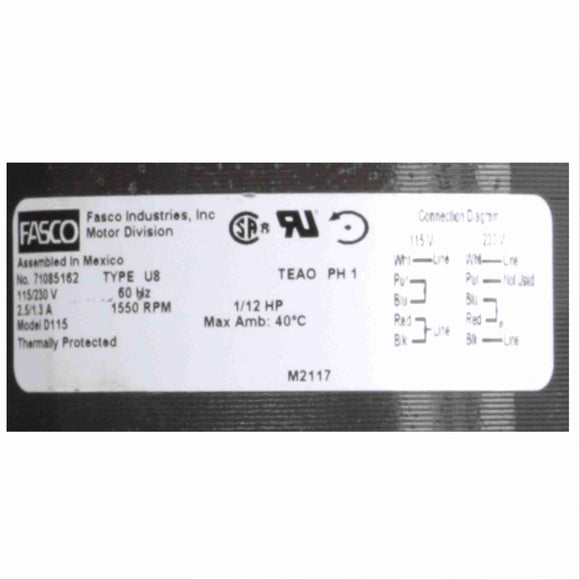 FASCO
Fasco Industries, Inc
Motor Division
Assembled In Mexico
No. 71085162 TYPE U8 TEAO PH 1
115/230 V 60 Hz
2.5/1.3 A 1550 RPM 1/12 HP
Model D115 Max Amb: 40°C
Thermally Protected
M2117
Connection Diagram
115 V 230 V
Wht Line Wht Line
Pur Pur Not Used
Blu Blu
Red Line Red
Blk Blk Line